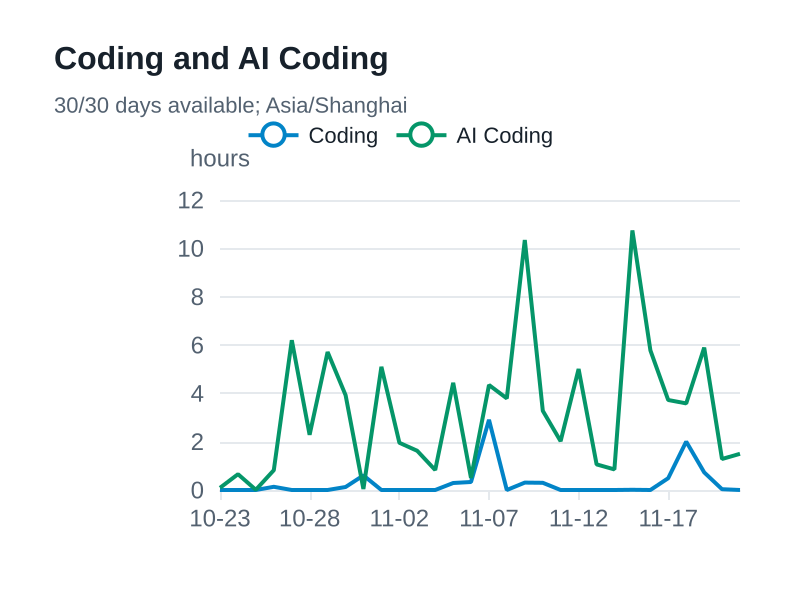 Coding and AI Coding
30/30 days available; Asia/Shanghai
Coding AI Coding
hours
12
10
8
6
4
2
0
10-23 10-28 11-02 11-07 11-12 11-17